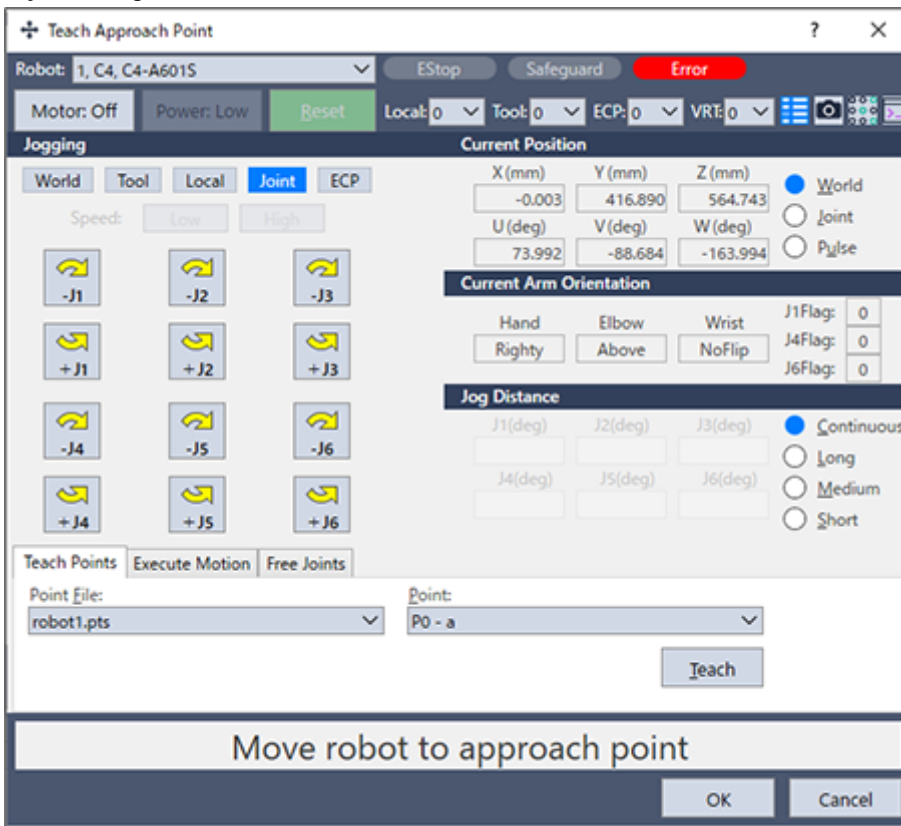 Teach Approach Point ? ×
Robot: 1, C4, C4-A601S EStop Safeguard Error
Motor: Off Power: Low Reset Local: 0 Tool: 0 ECP: 0 VRT: 0
Jogging
World Tool Local Joint ECP
Speed: Low High
-J1 -J2 -J3
+J1 +J2 +J3
-J4 -J5 -J6
+J4 +J5 +J6
Current Position
X (mm) Y (mm) Z (mm)
-0.003 416.890 564.743
U (deg) V (deg) W (deg)
73.992 -88.684 -163.994
World
Joint
Pulse
Current Arm Orientation
Hand Elbow Wrist
Righty Above NoFlip
J1Flag: 0
J4Flag: 0
J6Flag: 0
Jog Distance
J1(deg) J2(deg) J3(deg)
J4(deg) J5(deg) J6(deg)
Continuous
Long
Medium
Short
Teach Points Execute Motion Free Joints
Point File: Point:
robot1.pts P0 - a
Teach
Move robot to approach point
OK Cancel